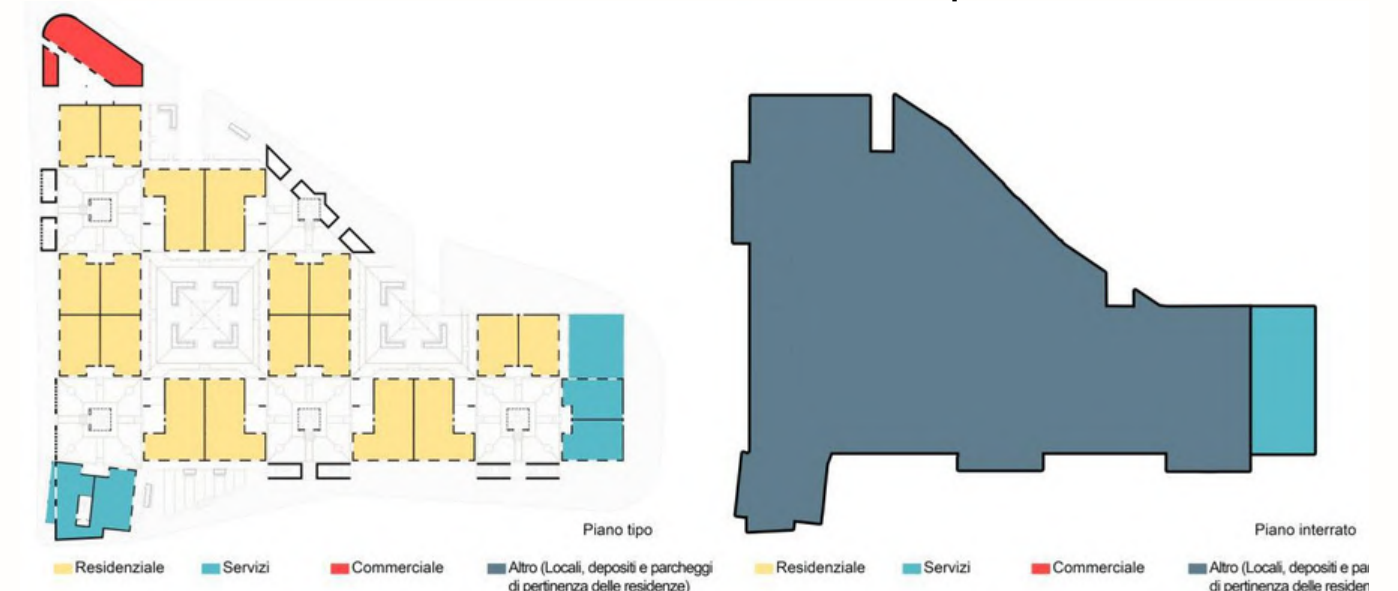 Piano tipo
Piano interrato
Residenziale Servizi Commerciale Altro (Locali, depositi e parcheggi
di pertinenza delle residenze)
Residenziale Servizi Commerciale Altro (Locali, depositi e pa
di pertinenza delle residen